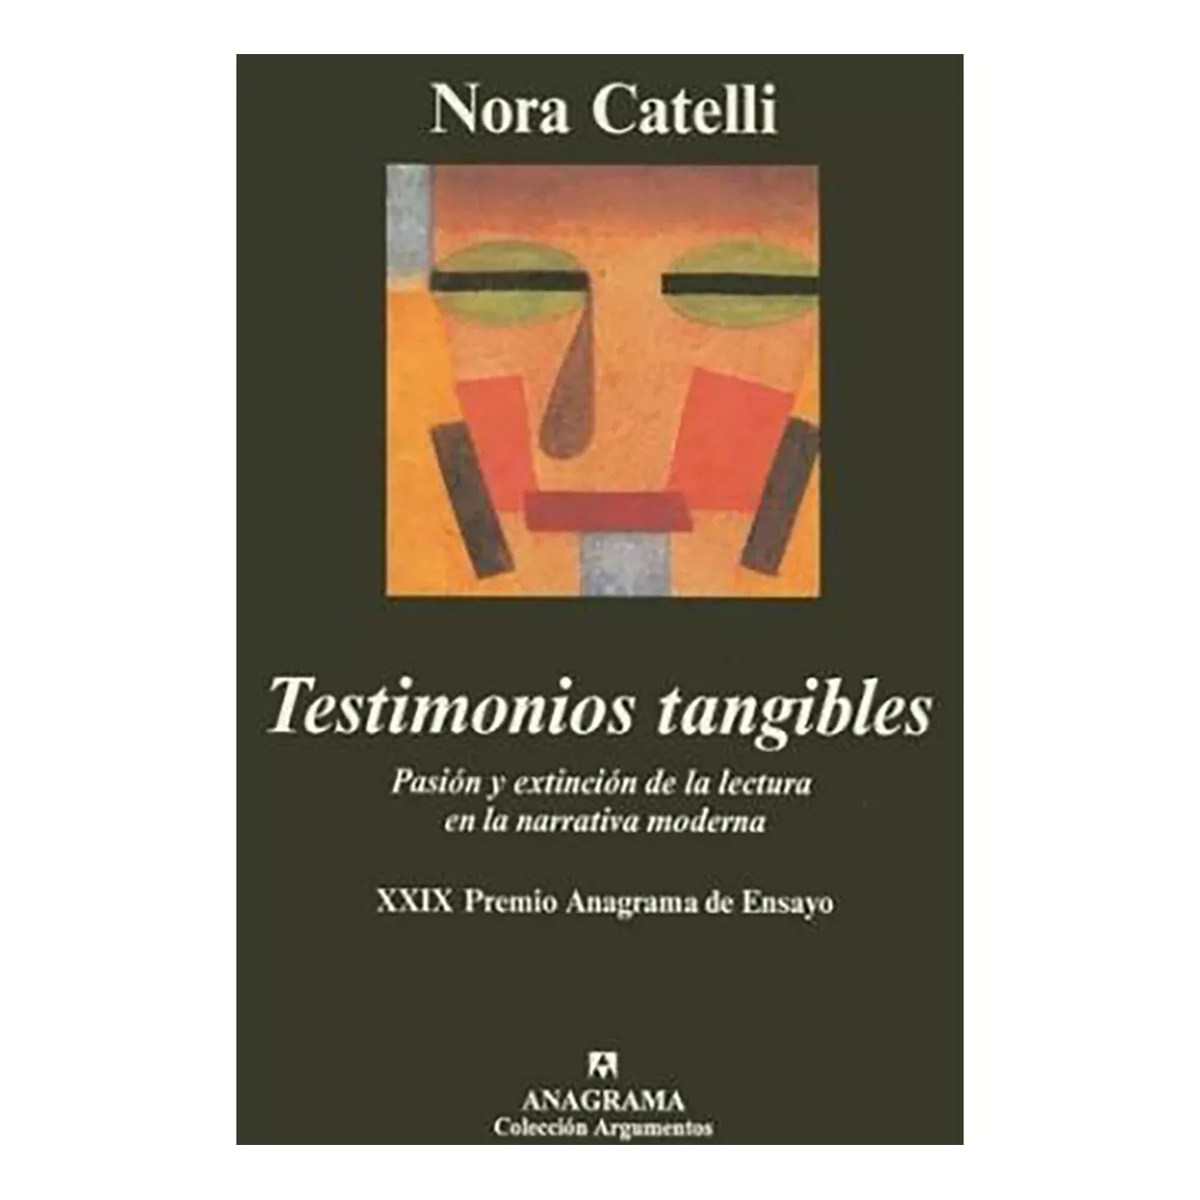 Nora Catelli
Testimonios tangibles
Pasión y extinción de la lectura
en la narrativa moderna
XXIX Premio Anagrama de Ensayo
ANAGRAMA
Colección Argumentos